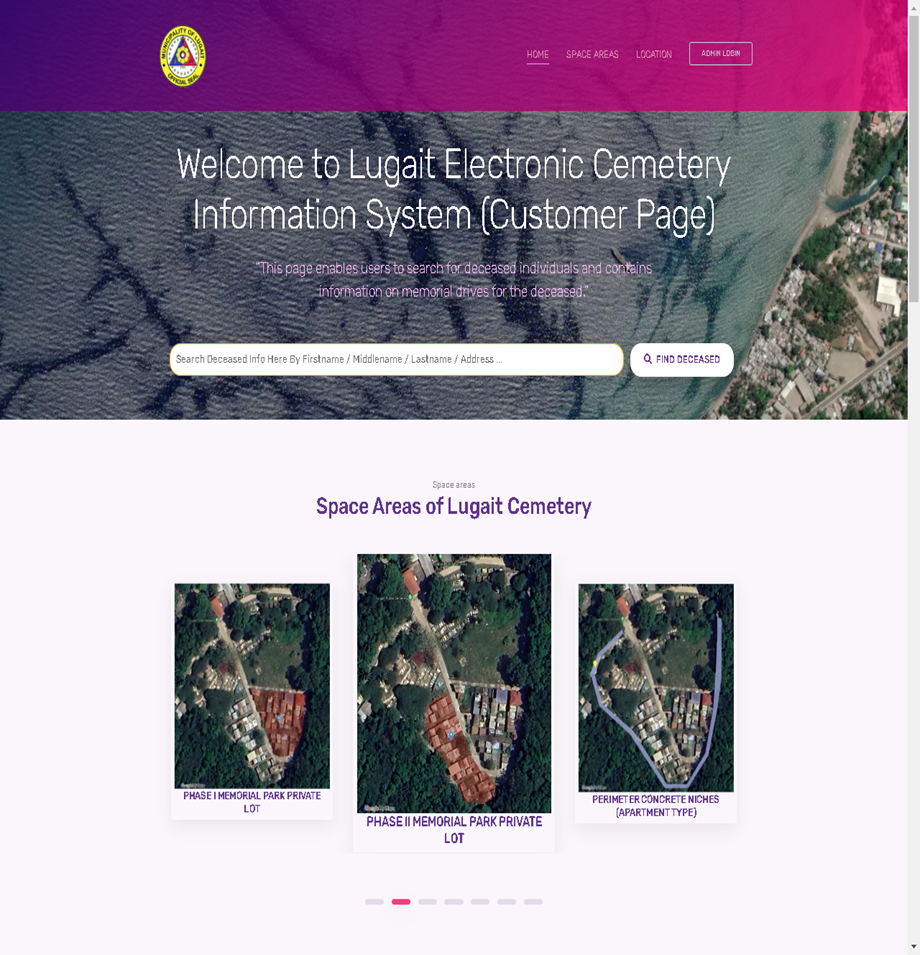 MUNICIPALITY OF LUGAIT
OFFICIAL SEAL
HOME
SPACE AREAS
LOCATION
ADMIN LOGIN
Welcome to Lugait Electronic Cemetery
Information System (Customer Page)
"This page enables users to search for deceased individuals and contains
information on memorial drives for the deceased."
Search Deceased Info Here By Firstname / Middlename / Lastname / Address ...
FIND DECEASED
Space areas
Space Areas of Lugait Cemetery
PHASE I MEMORIAL PARK PRIVATE
LOT
PHASE II MEMORIAL PARK PRIVATE
LOT
PERIMETER CONCRETE NICHES
(APARTMENT TYPE)